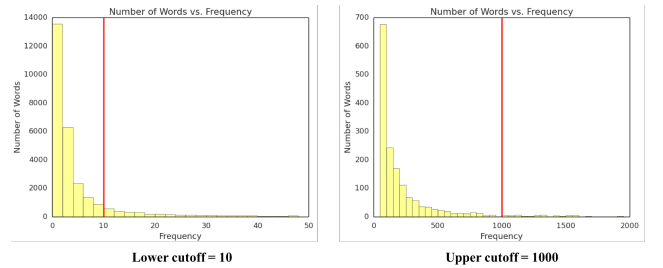 Number of Words vs. Frequency
14000
12000
10000
8000
6000
4000
2000
0
Number of Words
0 10 20 30 40 50
Frequency
Lower cutoff = 10
Number of Words vs. Frequency
700
600
500
400
300
200
100
0
Number of Words
0 500 1000 1500 2000
Frequency
Upper cutoff = 1000